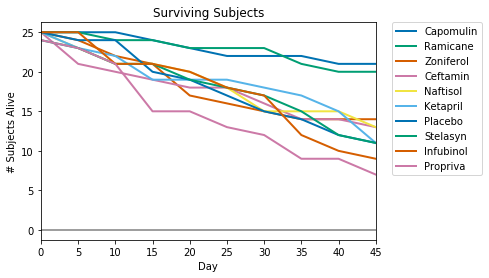 Surviving Subjects
# Subjects Alive
25
20
15
10
5
0
0 5 10 15 20 25 30 35 40 45
Day
Capomulin
Ramicane
Zoniferol
Ceftamin
Naftisol
Ketapril
Placebo
Stelasyn
Infubinol
Propriva